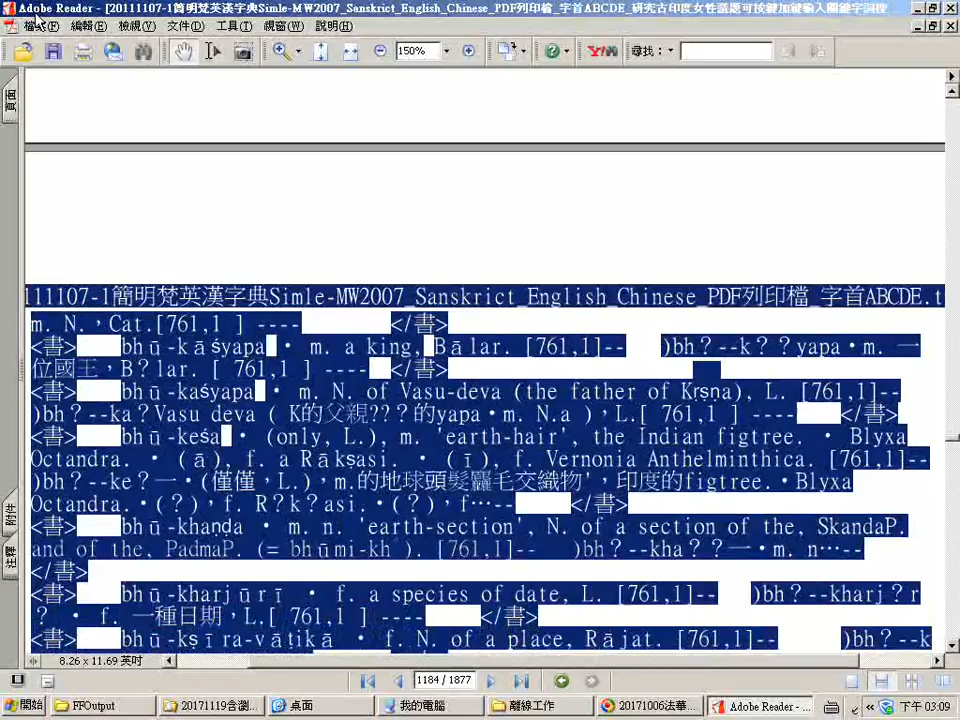 Adobe Reader - [20111107-1簡明梵英漢字典Simle-MW2007_Sanskrict_English_Chinese_PDF列印檔_字首ABCDE_研究古印度女性議題可按鍵加鍵輸入關鍵字詞搜
檔案(F) 編輯(E) 檢視(V) 文件(D) 工具(T) 視窗(W) 說明(H)
150% 尋找:
頁面
附件
註釋
111107-1簡明梵英漢字典Simle-MW2007_Sanskrict_English_Chinese_PDF列印檔_字首ABCDE.t
m. N.，Cat.[761,1 ] ---- </書>
<書> bhū-kāśyapa • m. a king, Bālar. [761,1]-- )bh？--k？？yapa•m. 一
位國王，B？lar. [ 761,1 ] ---- </書>
<書> bhū-kaśyapa • m. N. of Vasu-deva (the father of Kṛṣṇa), L. [761,1]--
)bh？--ka？Vasu deva ( K的父親???的yapa•m. N.a )，L.[ 761,1 ] ---- </書>
<書> bhū-keśa • (only, L.), m. 'earth-hair', the Indian figtree. • Blyxa
Octandra. • (ā), f. a Rākṣasi. • (ī), f. Vernonia Anthelminthica. [761,1]--
)bh？--ke？一•(僅僅，L.)，m.的地球頭髮羅毛交織物'，印度的figtree.•Blyxa
Octandra.•(？)，f. R？k？asi.•(？)，f…-- </書>
<書> bhū-khaṇḍa • m. n. 'earth-section', N. of a section of the, SkandaP.
and of the, PadmaP. (= bhūmi-kh˚). [761,1]-- )bh？--kha？？一•m. n…--
</書>
<書> bhū-kharjūrī • f. a species of date, L. [761,1]-- )bh？--kharj？r
？ • f. 一種日期，L.[ 761,1 ] ---- </書>
<書> bhū-kṣīra-vāṭikā • f. N. of a place, Rājat. [761,1]-- )bh？--k
8.26 x 11.69 英吋
1184 / 1877
開始 FFOutput 20171119含瀏... 桌面 我的電腦 離線工作 20171006法華... Adobe Reader - [... 下午 03:09